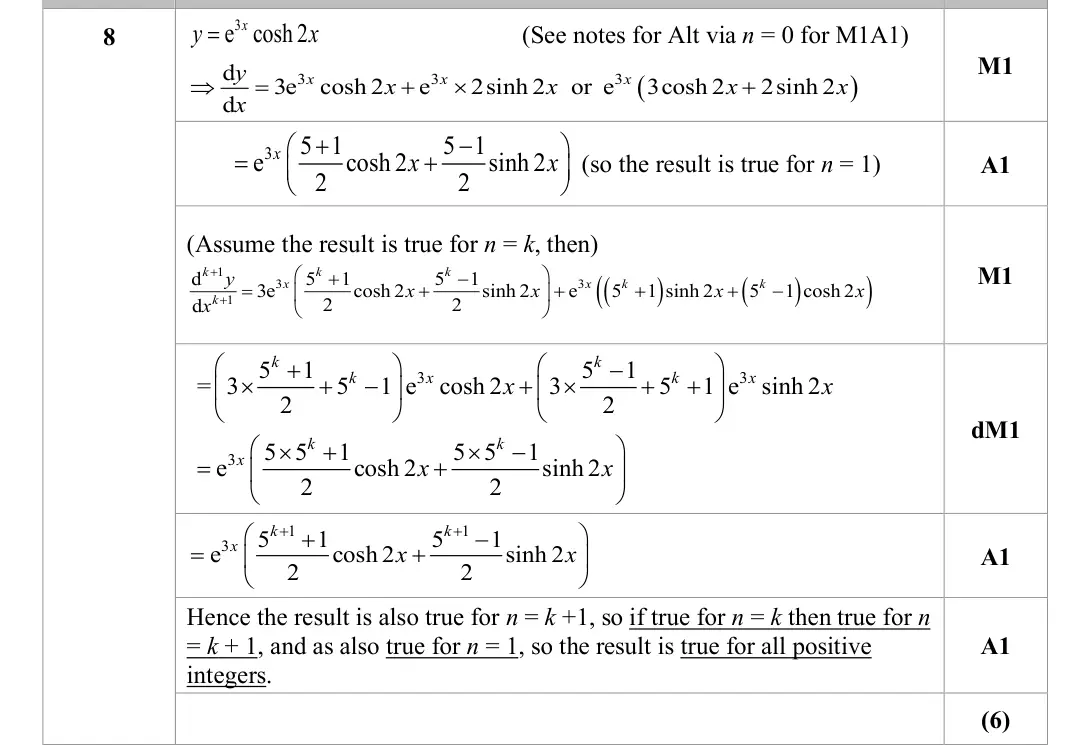 8
y = e^{3x} cosh 2x (See notes for Alt via n = 0 for M1A1)
⇒ dy/dx = 3e^{3x} cosh 2x + e^{3x} × 2 sinh 2x or e^{3x} (3 cosh 2x + 2 sinh 2x)
M1
= e^{3x} ( (5+1)/2 cosh 2x + (5−1)/2 sinh 2x ) (so the result is true for n = 1)
A1
(Assume the result is true for n = k, then)
d^{k+1}y/dx^{k+1} = 3e^{3x} ( (5^k +1)/2 cosh 2x + (5^k −1)/2 sinh 2x ) + e^{3x} ( (5^k +1) sinh 2x + (5^k −1) cosh 2x )
M1
= ( 3 × (5^k +1)/2 + 5^k −1 ) e^{3x} cosh 2x + ( 3 × (5^k −1)/2 + 5^k +1 ) e^{3x} sinh 2x
= e^{3x} ( (5×5^k +1)/2 cosh 2x + (5×5^k −1)/2 sinh 2x )
dM1
= e^{3x} ( (5^{k+1} +1)/2 cosh 2x + (5^{k+1} −1)/2 sinh 2x )
A1
Hence the result is also true for n = k +1, so if true for n = k then true for n
= k + 1, and as also true for n = 1, so the result is true for all positive
integers.
A1
(6)